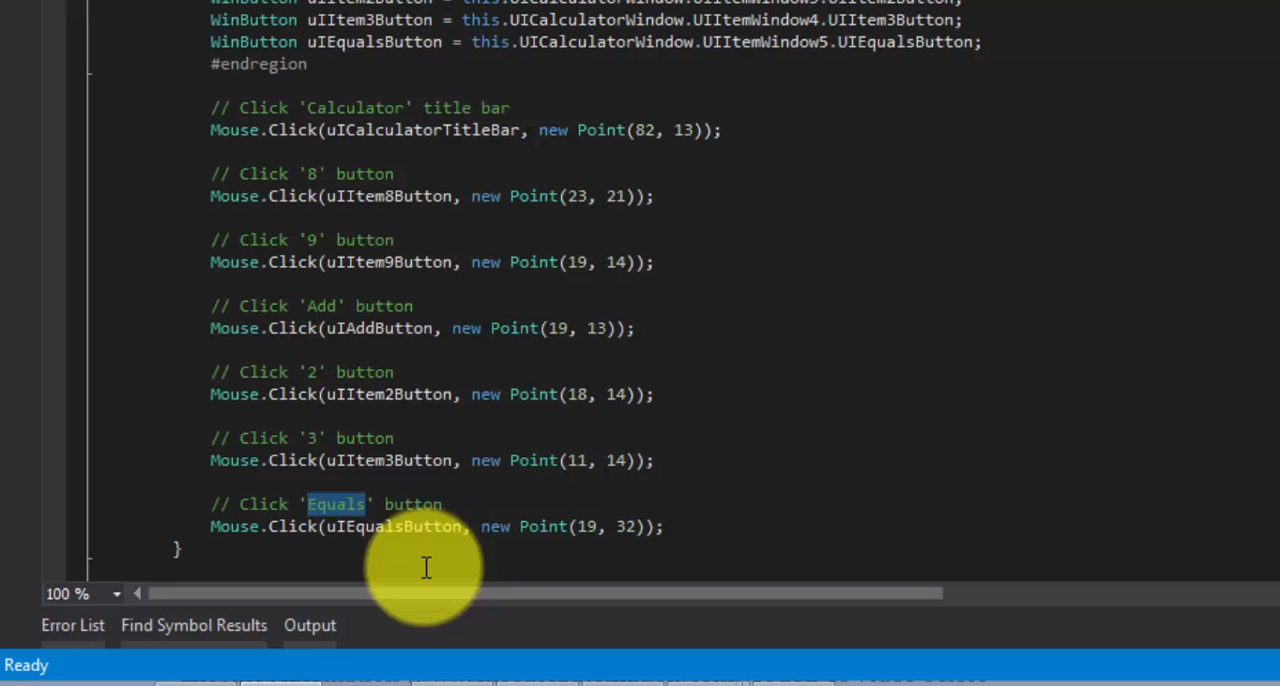 WinButton uIItem3Button = this.UICalculatorWindow.UIItemWindow4.UIItem3Button;
WinButton uIEqualsButton = this.UICalculatorWindow.UIItemWindow5.UIEqualsButton;
#endregion
// Click 'Calculator' title bar
Mouse.Click(uICalculatorTitleBar, new Point(82, 13));
// Click '8' button
Mouse.Click(uIItem8Button, new Point(23, 21));
// Click '9' button
Mouse.Click(uIItem9Button, new Point(19, 14));
// Click 'Add' button
Mouse.Click(uIAddButton, new Point(19, 13));
// Click '2' button
Mouse.Click(uIItem2Button, new Point(18, 14));
// Click '3' button
Mouse.Click(uIItem3Button, new Point(11, 14));
// Click 'Equals' button
Mouse.Click(uIEqualsButton, new Point(19, 32));
}
100 %
Error List Find Symbol Results Output
Ready